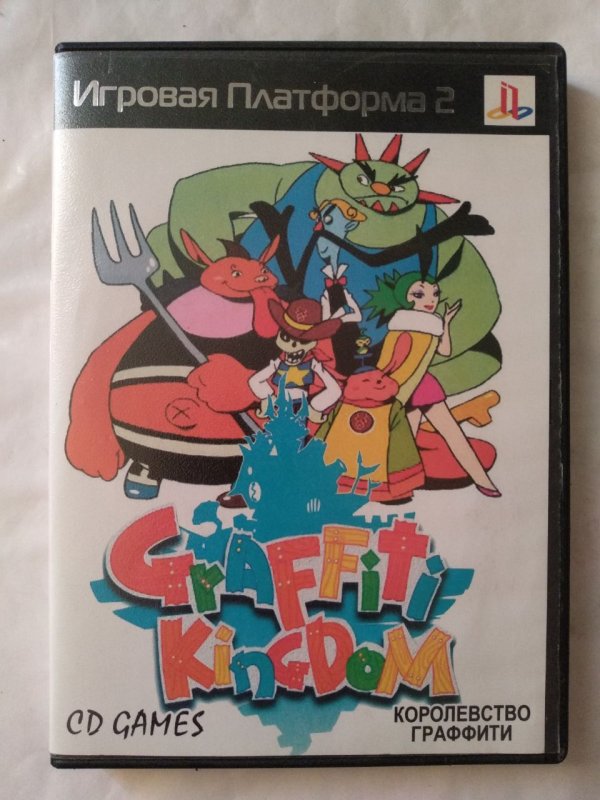 Игровая Платформа 2
GRAFFiTi
KiNGDOM
CD GAMES
КОРОЛЕВСТВО
ГРАФФИТИ